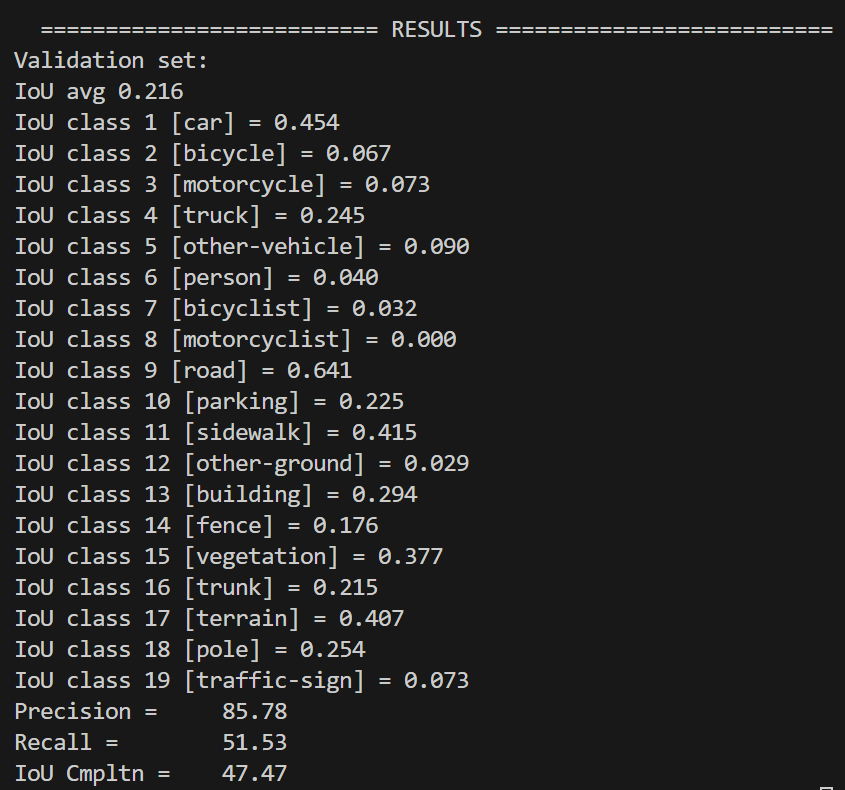 ========================== RESULTS ==========================
Validation set:
IoU avg 0.216
IoU class 1 [car] = 0.454
IoU class 2 [bicycle] = 0.067
IoU class 3 [motorcycle] = 0.073
IoU class 4 [truck] = 0.245
IoU class 5 [other-vehicle] = 0.090
IoU class 6 [person] = 0.040
IoU class 7 [bicyclist] = 0.032
IoU class 8 [motorcyclist] = 0.000
IoU class 9 [road] = 0.641
IoU class 10 [parking] = 0.225
IoU class 11 [sidewalk] = 0.415
IoU class 12 [other-ground] = 0.029
IoU class 13 [building] = 0.294
IoU class 14 [fence] = 0.176
IoU class 15 [vegetation] = 0.377
IoU class 16 [trunk] = 0.215
IoU class 17 [terrain] = 0.407
IoU class 18 [pole] = 0.254
IoU class 19 [traffic-sign] = 0.073
Precision =     85.78
Recall =        51.53
IoU Cmpltn =    47.47